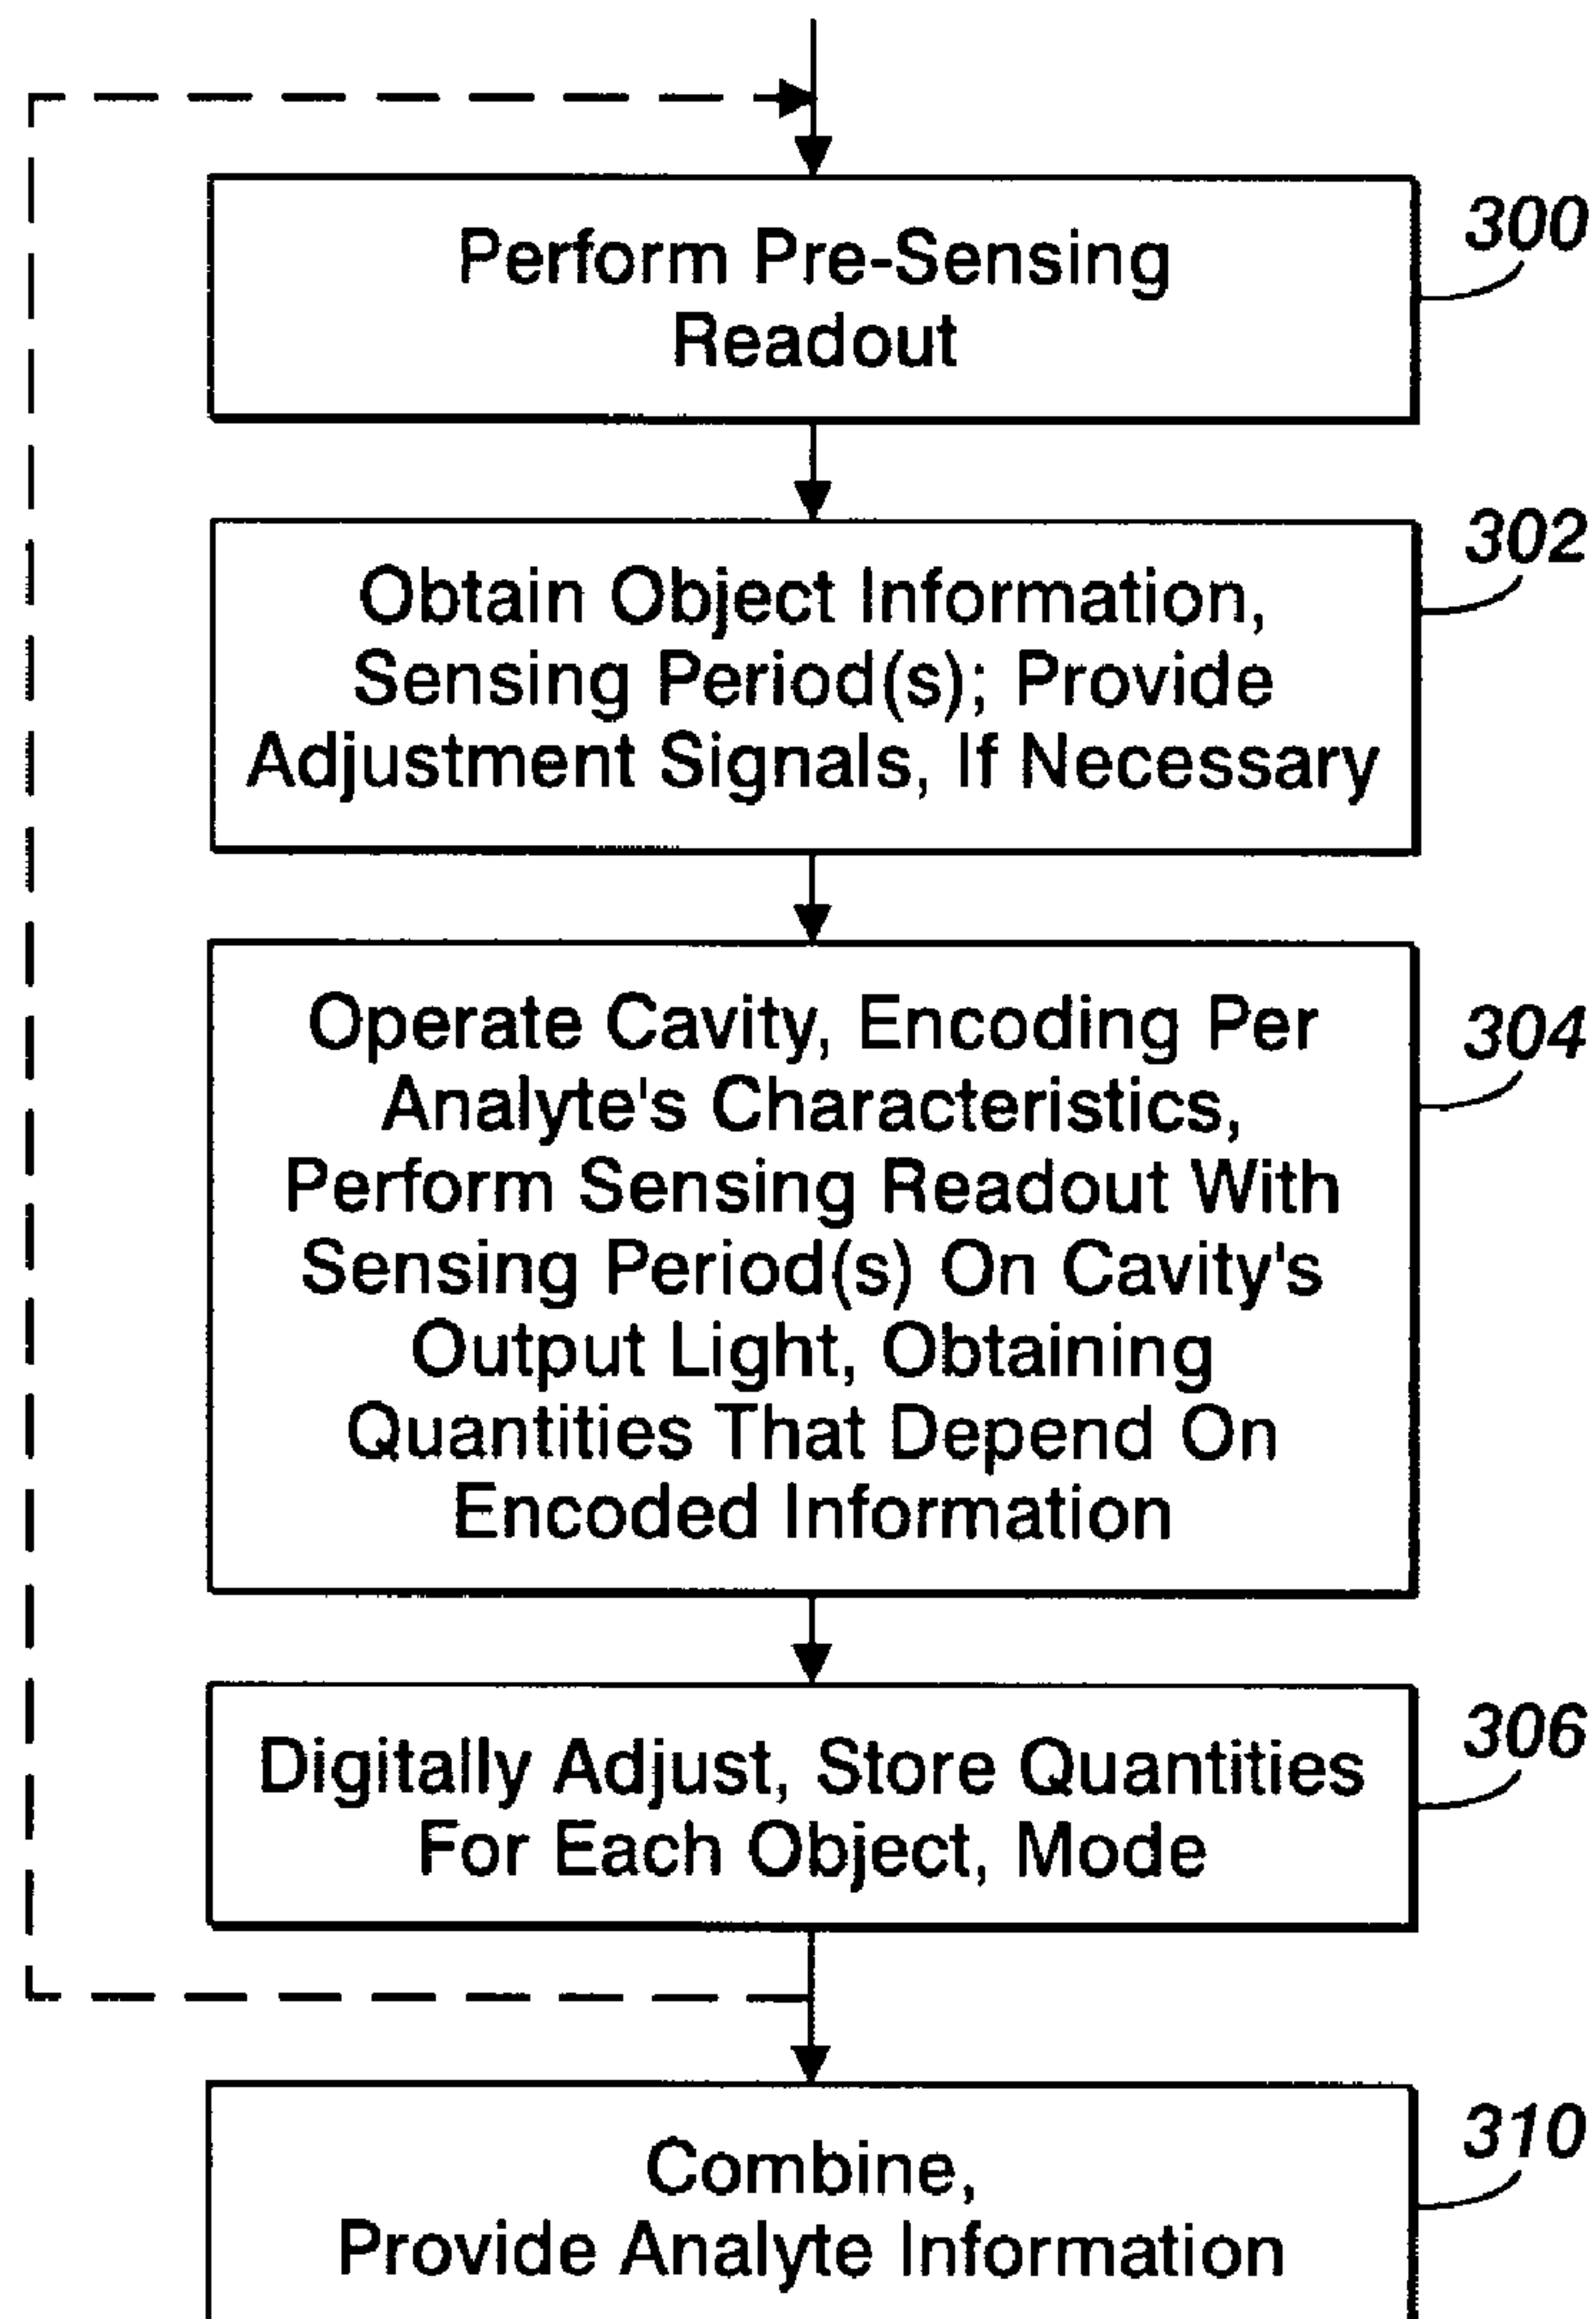 Perform Pre-Sensing
Readout
300
Obtain Object Information,
Sensing Period(s); Provide
Adjustment Signals, If Necessary
302
Operate Cavity, Encoding Per
Analyte's Characteristics,
Perform Sensing Readout With
Sensing Period(s) On Cavity's
Output Light, Obtaining
Quantities That Depend On
Encoded Information
304
Digitally Adjust, Store Quantities
For Each Object, Mode
306
Combine,
Provide Analyte Information
310